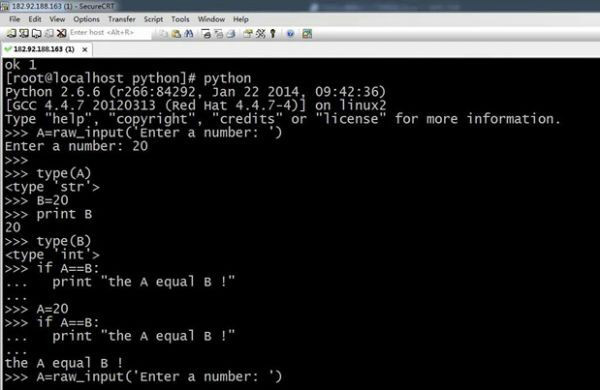 182.92.188.163 (1) - SecureCRT
File Edit View Options Transfer Script Tools Window Help
Enter host <Alt+R>
182.92.188.163 (1)
ok 1
[root@localhost python]# python
Python 2.6.6 (r266:84292, Jan 22 2014, 09:42:36)
[GCC 4.4.7 20120313 (Red Hat 4.4.7-4)] on linux2
Type "help", "copyright", "credits" or "license" for more information.
>>> A=raw_input('Enter a number: ')
Enter a number: 20
>>>
>>> type(A)
<type 'str'>
>>> B=20
>>> print B
20
>>> type(B)
<type 'int'>
>>> if A==B:
...   print "the A equal B !"
...
>>> A=20
>>> if A==B:
...   print "the A equal B !"
...
the A equal B !
>>> A=raw_input('Enter a number: ')